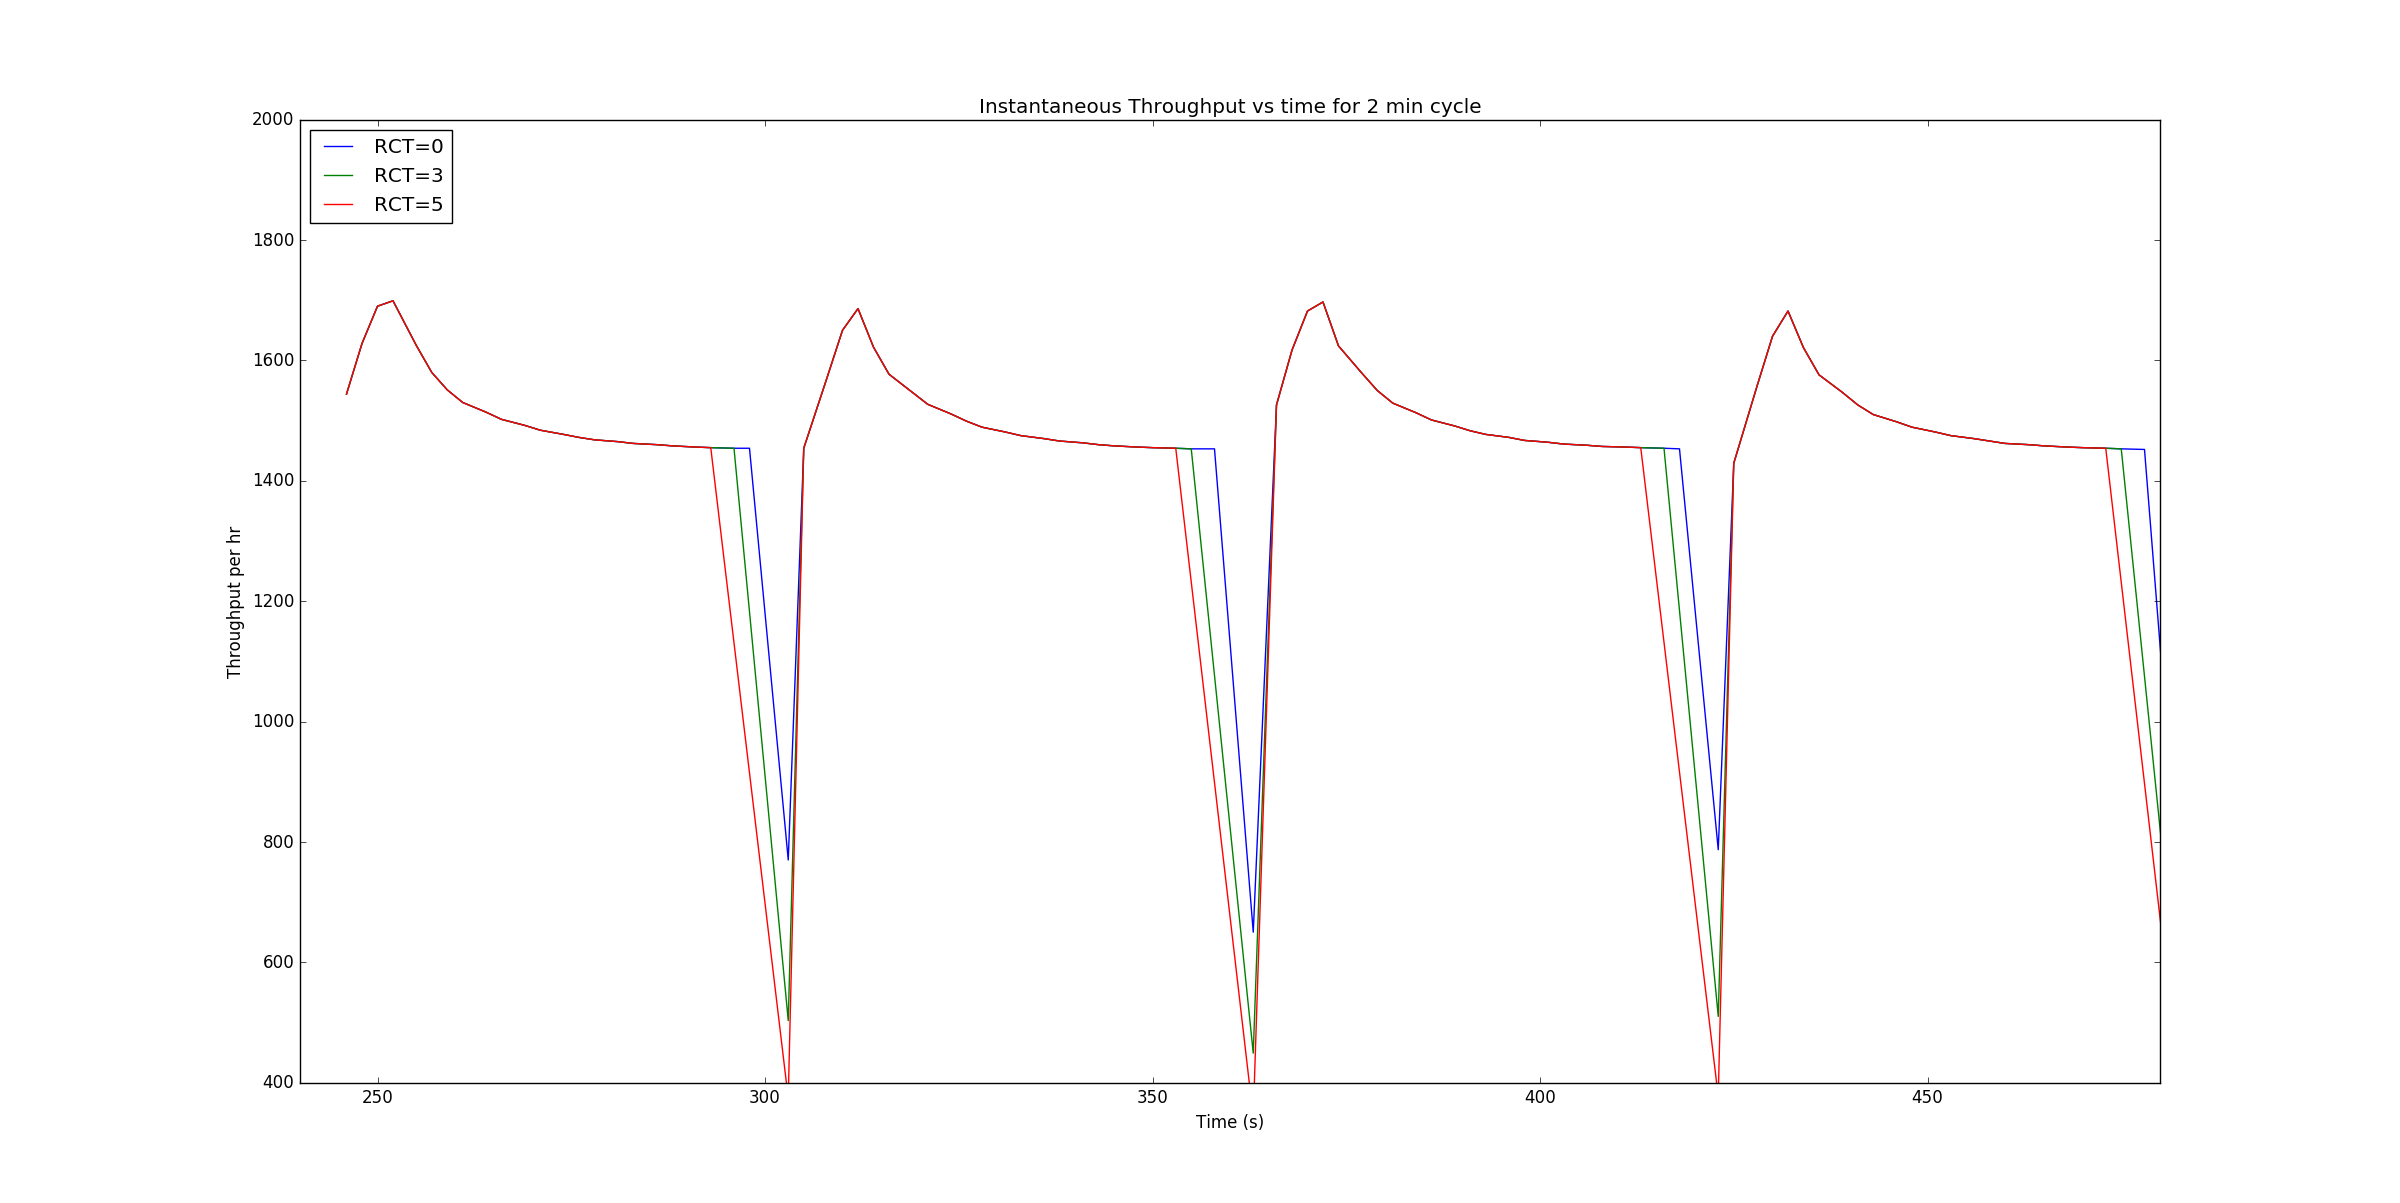 Instantaneous Throughput vs time for 2 min cycle
2000
RCT=0
RCT=3
RCT=5
1800
1600
1400
1200
1000
800
600
400
Throughput per hr
250 300 350 400 450
Time (s)